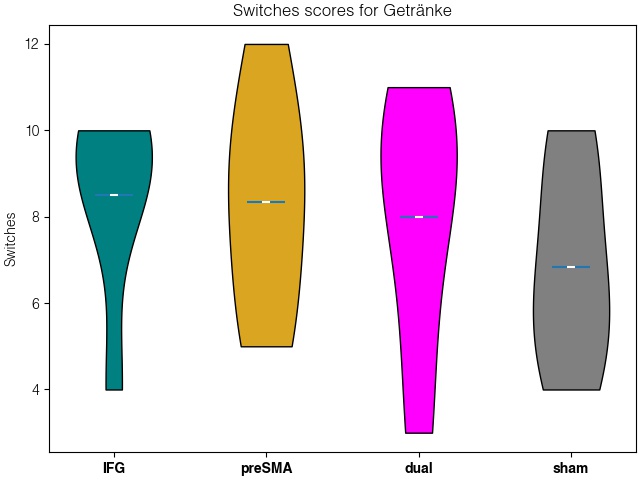 Switches scores for Getränke
12
10
8
6
4
Switches
IFG
preSMA
dual
sham